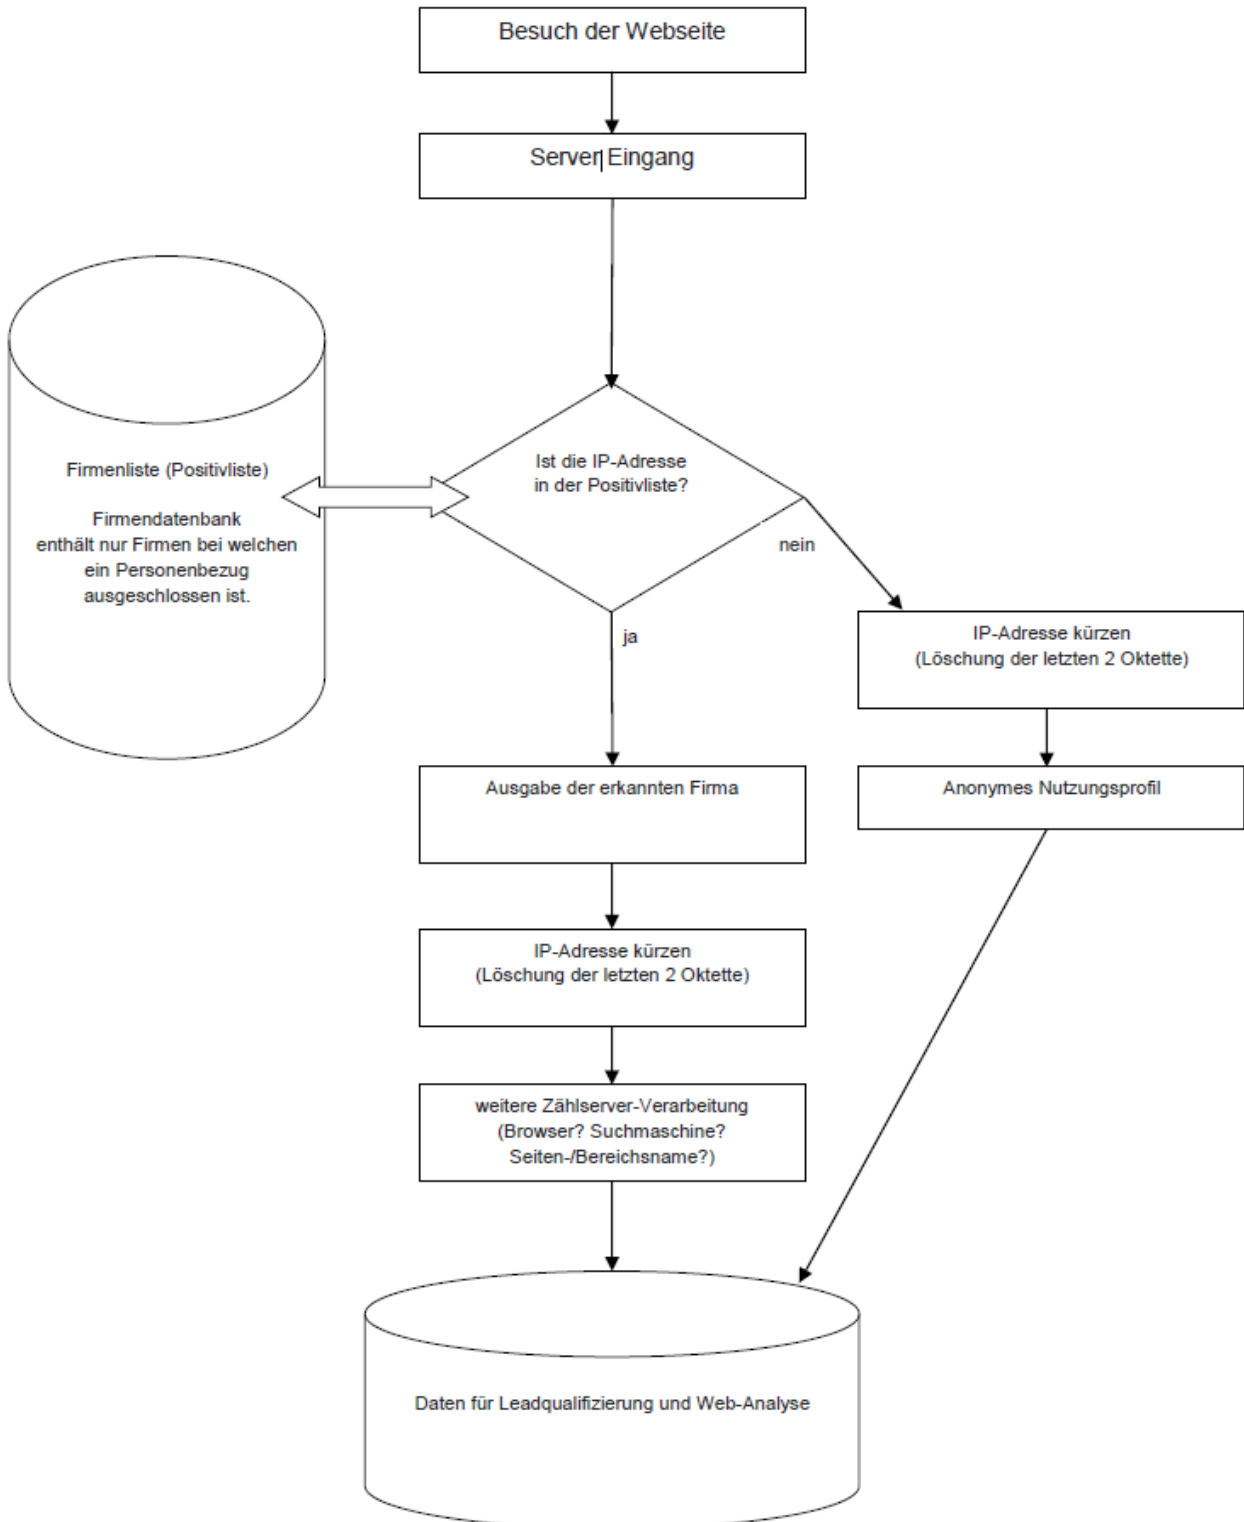 Besuch der Webseite
Server Eingang
Firmenliste (Positivliste)
Firmendatenbank
enthält nur Firmen bei welchen
ein Personenbezug
ausgeschlossen ist.
Ist die IP-Adresse
in der Positivliste?
nein
ja
IP-Adresse kürzen
(Löschung der letzten 2 Oktette)
Ausgabe der erkannten Firma
Anonymes Nutzungsprofil
IP-Adresse kürzen
(Löschung der letzten 2 Oktette)
weitere Zählserver-Verarbeitung
(Browser? Suchmaschine?
Seiten-/Bereichsname?)
Daten für Leadqualifizierung und Web-Analyse